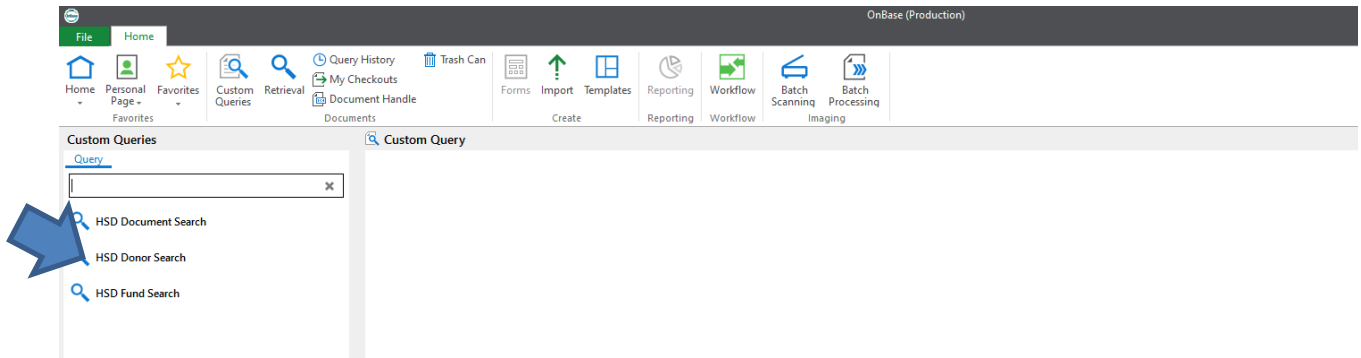 OnBase
OnBase (Production)
File Home
Home Personal Page Favorites Custom Queries Retrieval Query History My Checkouts Document Handle Trash Can Forms Import Templates Reporting Workflow Batch Scanning Batch Processing
Favorites Documents Create Reporting Workflow Imaging
Custom Queries Custom Query
Query
HSD Document Search
HSD Donor Search
HSD Fund Search